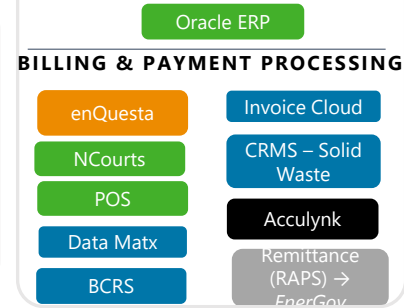 Oracle ERP
BILLING & PAYMENT PROCESSING
enQuesta
NCourts
POS
Data Matx
BCRS
Invoice Cloud
CRMS – Solid
Waste
Acculynk
Remittance
(RAPS) →
EnerGov